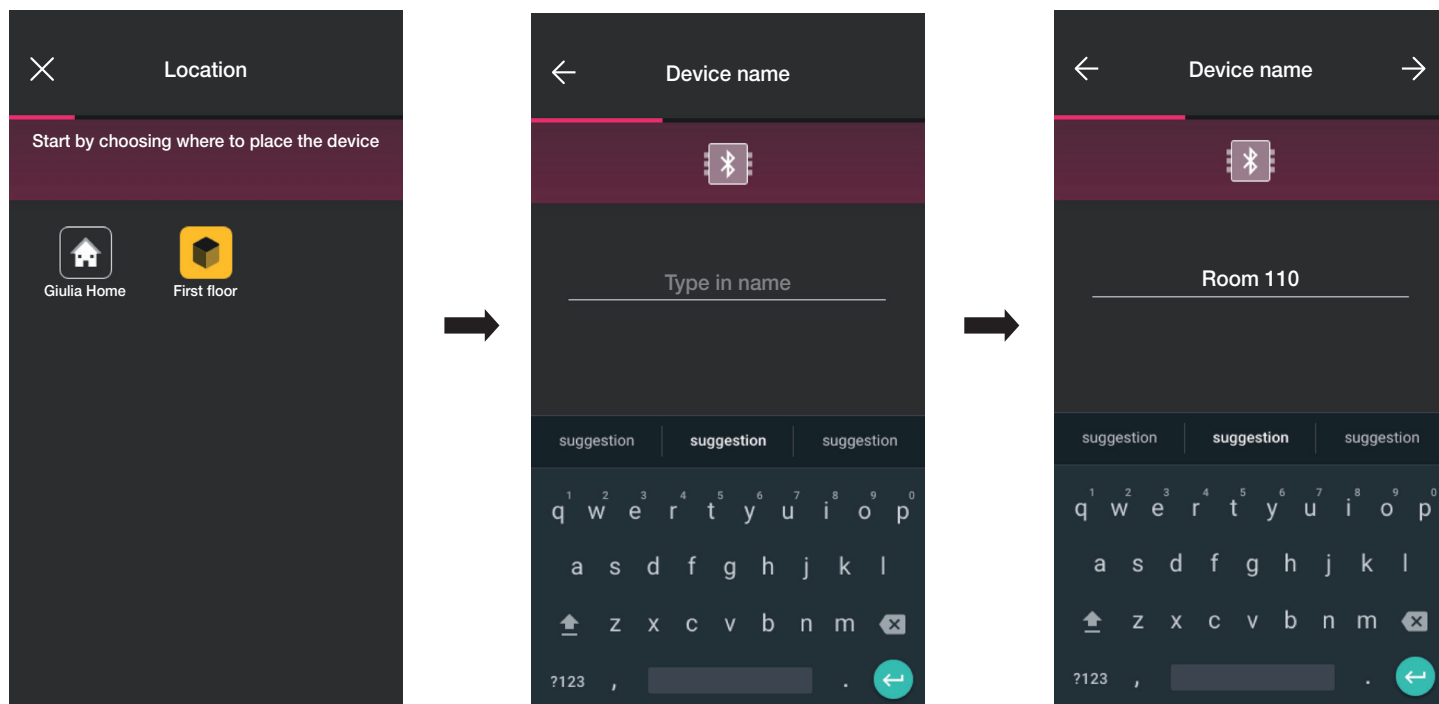 Location
Start by choosing where to place the device
Giulia Home
First floor
Device name
Type in name
suggestion suggestion suggestion
1 2 3 4 5 6 7 8 9 0
q w e r t y u i o p
a s d f g h j k l
z x c v b n m
?123 , .
Device name
Room 110
suggestion suggestion suggestion
1 2 3 4 5 6 7 8 9 0
q w e r t y u i o p
a s d f g h j k l
z x c v b n m
?123 , .